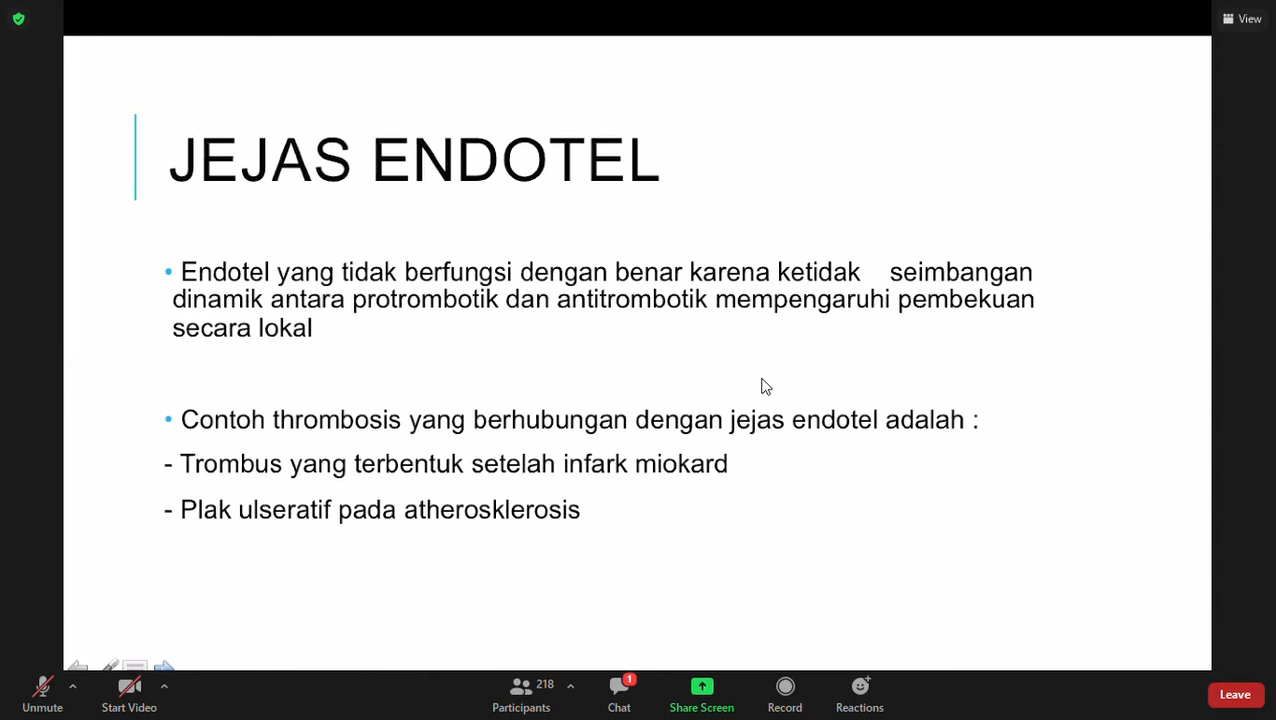 View
JEJAS ENDOTEL
• Endotel yang tidak berfungsi dengan benar karena ketidak seimbangan
dinamik antara protrombotik dan antitrombotik mempengaruhi pembekuan
secara lokal
• Contoh thrombosis yang berhubungan dengan jejas endotel adalah :
- Trombus yang terbentuk setelah infark miokard
- Plak ulseratif pada atherosklerosis
Unmute
Start Video
218
Participants
1
Chat
Share Screen
Record
Reactions
Leave